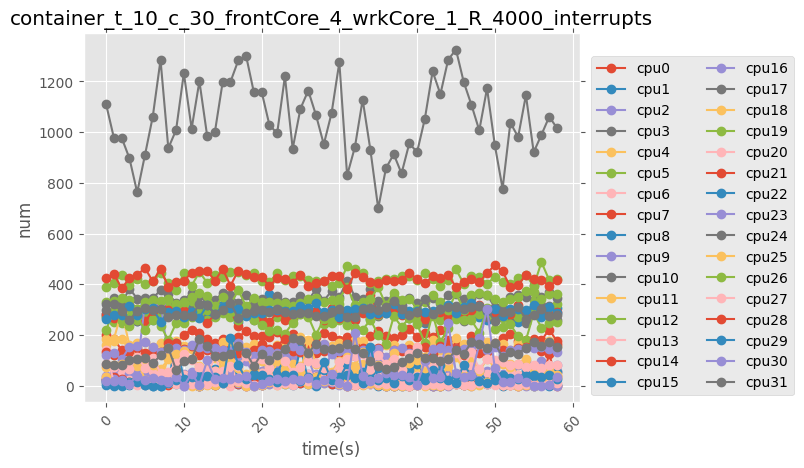 container_t_10_c_30_frontCore_4_wrkCore_1_R_4000_interrupts
num
1200
1000
800
600
400
200
0
0
10
20
30
40
50
60
time(s)
cpu0
cpu1
cpu2
cpu3
cpu4
cpu5
cpu6
cpu7
cpu8
cpu9
cpu10
cpu11
cpu12
cpu13
cpu14
cpu15
cpu16
cpu17
cpu18
cpu19
cpu20
cpu21
cpu22
cpu23
cpu24
cpu25
cpu26
cpu27
cpu28
cpu29
cpu30
cpu31